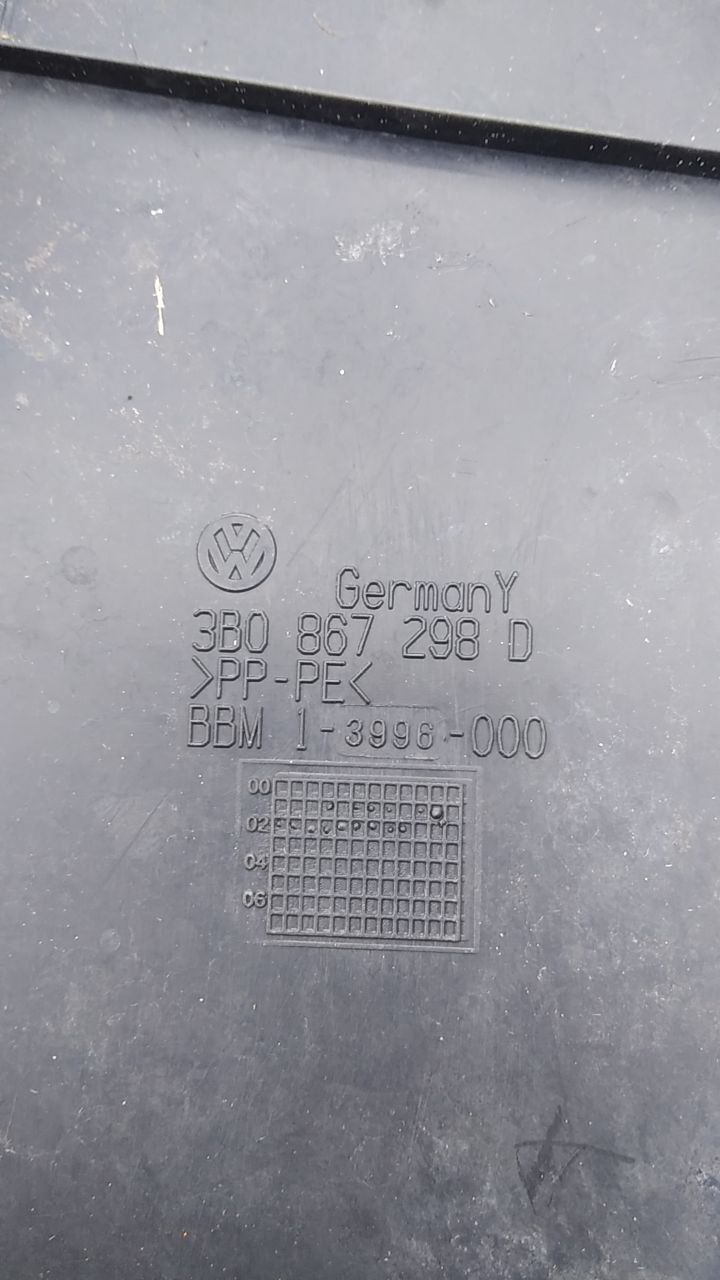 GermanY
3B0 867 298 D
>PP-PE<
BBM 1-3996-000
00
02
04
06